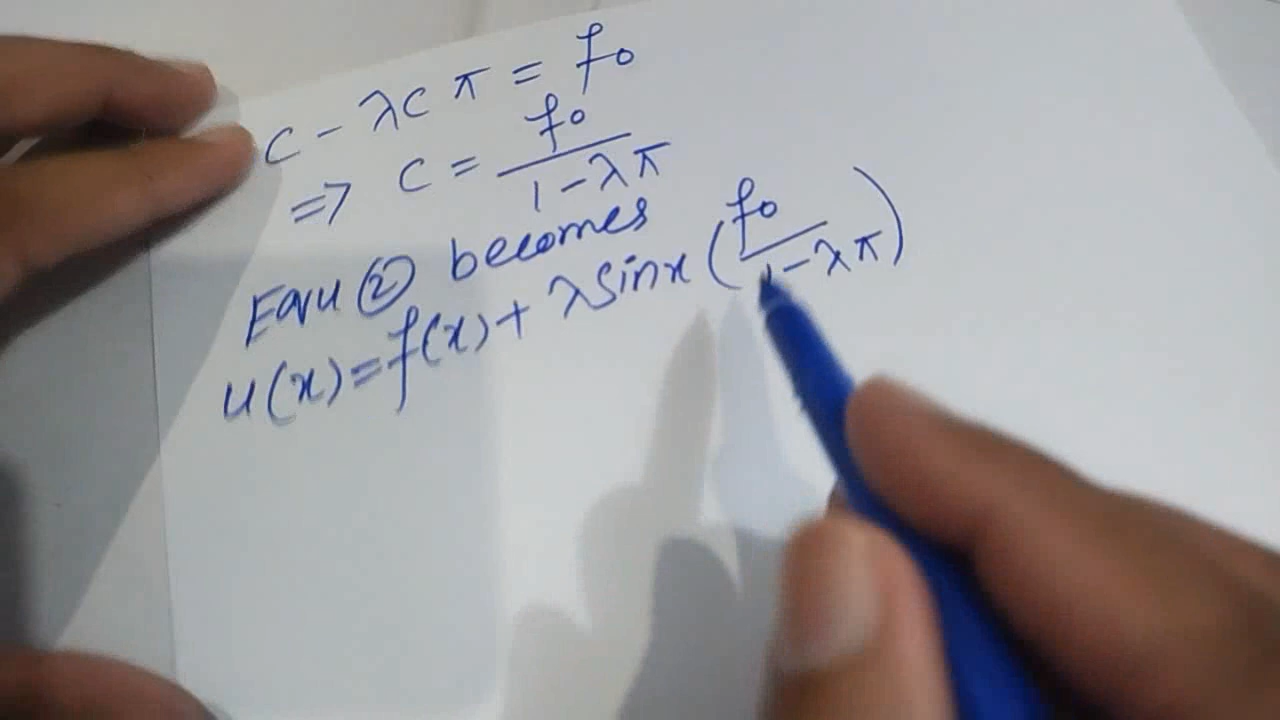 c - λc π = f₀
⇒ c = f₀/(1 - λπ)
Eqn ② becomes
u(x) = f(x) + λ sinx (f₀/(1 - λπ))